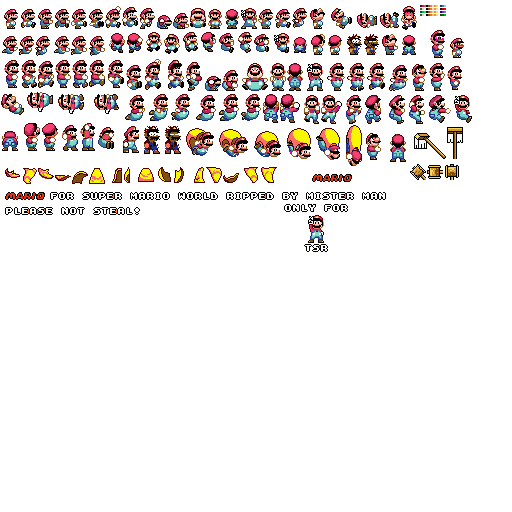 MARIO
MARIO FOR SUPER MARIO WORLD RIPPED BY MISTER MAN
PLEASE NOT STEAL!
ONLY FOR
TSR